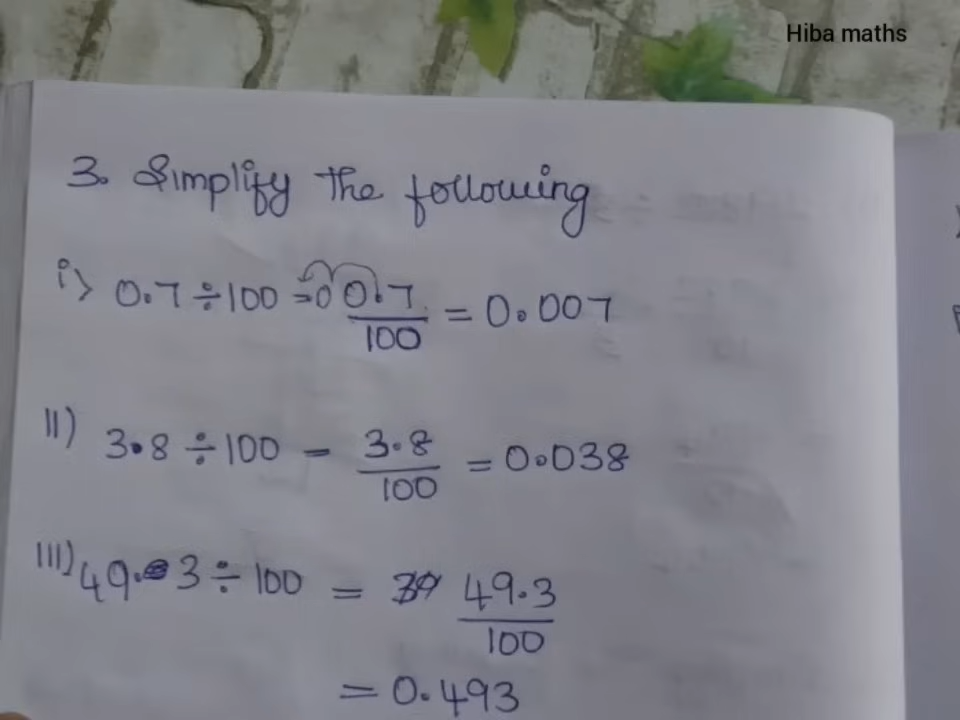 Hiba maths
3. Simplify the following
i) 0.7 ÷ 100 = 0 0.7/100 = 0.007
II) 3.8 ÷ 100 - 3.8/100 = 0.038
III) 49. 3 ÷ 100 = 49.3/100
= 0.493